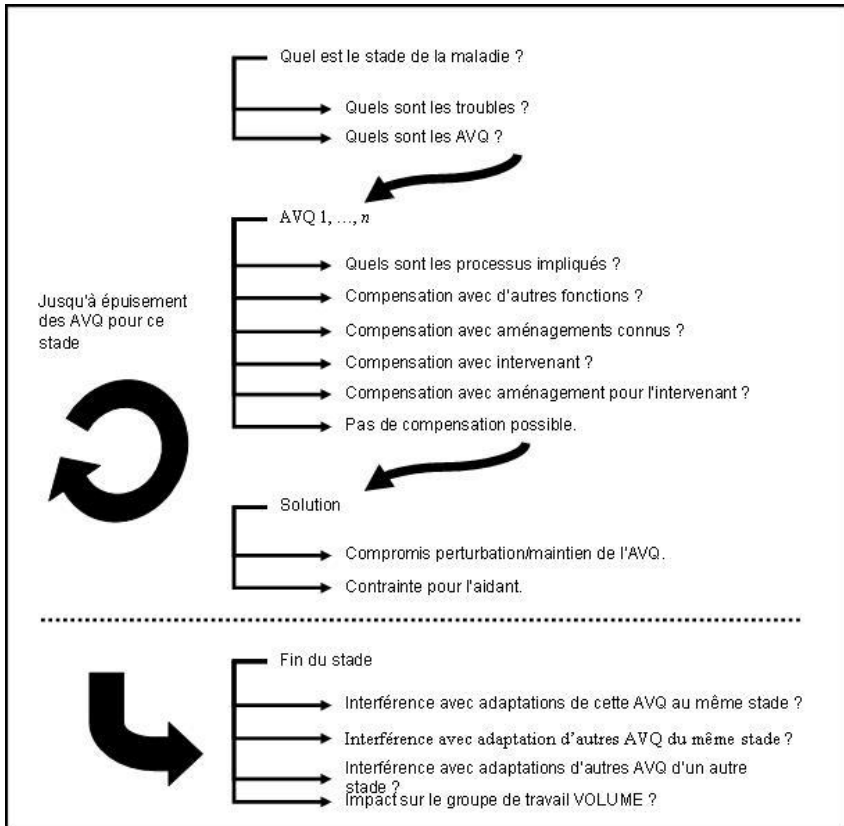 Quel est le stade de la maladie ?
Quels sont les troubles ?
Quels sont les AVQ ?
AVQ 1, ..., n
Quels sont les processus impliqués ?
Compensation avec d'autres fonctions ?
Compensation avec aménagements connus ?
Compensation avec intervenant ?
Compensation avec aménagement pour l'intervenant ?
Pas de compensation possible.
Jusqu'à épuisement
des AVQ pour ce
stade
Solution
Compromis perturbation/maintien de l'AVQ.
Contrainte pour l'aidant.
Fin du stade
Interférence avec adaptations de cette AVQ au même stade ?
Interférence avec adaptation d'autres AVQ du même stade ?
Interférence avec adaptations d'autres AVQ d'un autre
stade ?
Impact sur le groupe de travail VOLUME ?